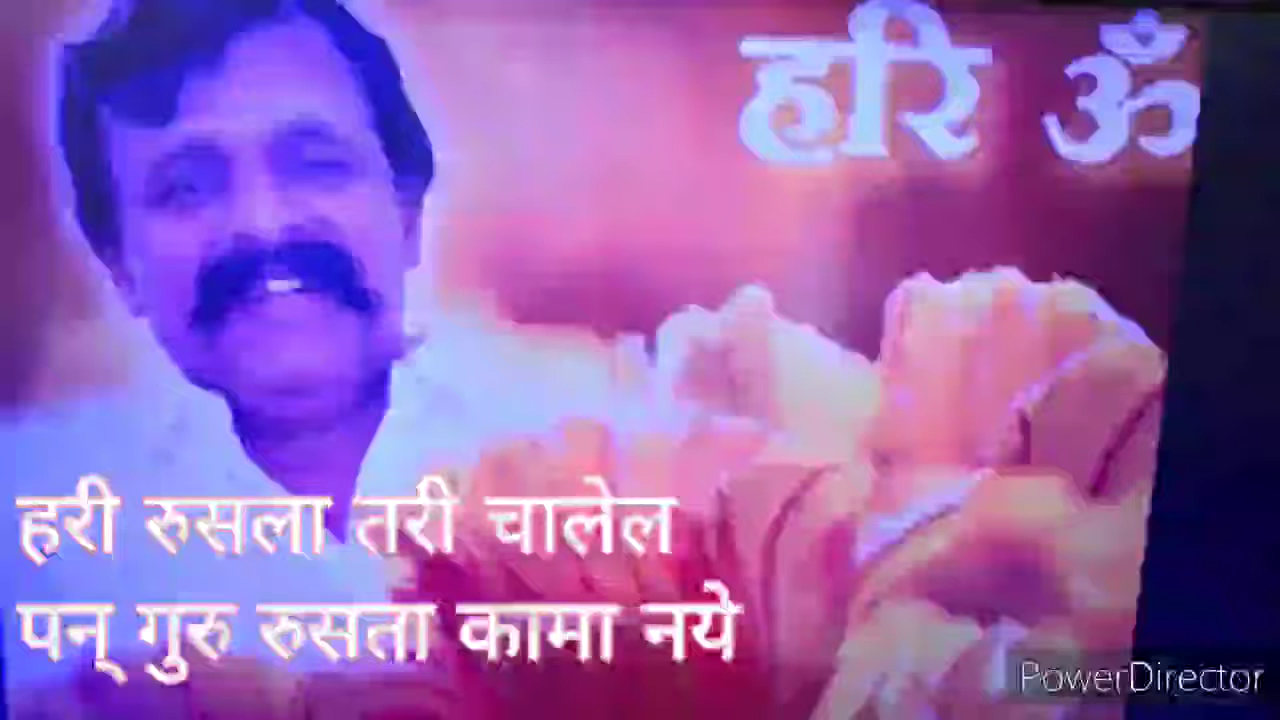 हरि ॐ
हरी रुसला तरी चालेल
पन् गुरु रुसता कामा नये
PowerDirector